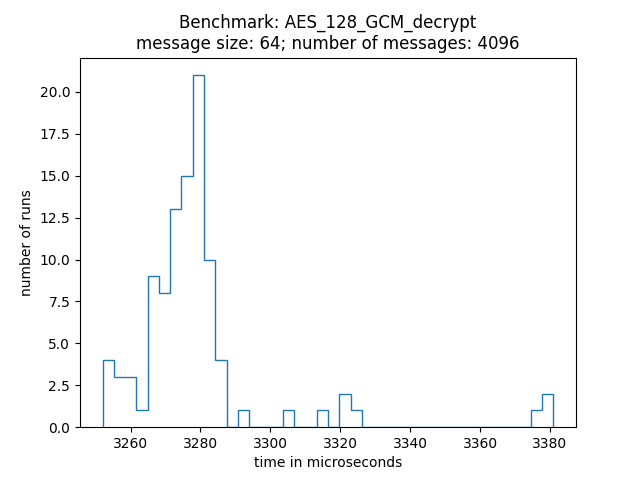 Benchmark: AES_128_GCM_decrypt
message size: 64; number of messages: 4096
20.0
17.5
15.0
12.5
10.0
7.5
5.0
2.5
0.0
number of runs
3260 3280 3300 3320 3340 3360 3380
time in microseconds